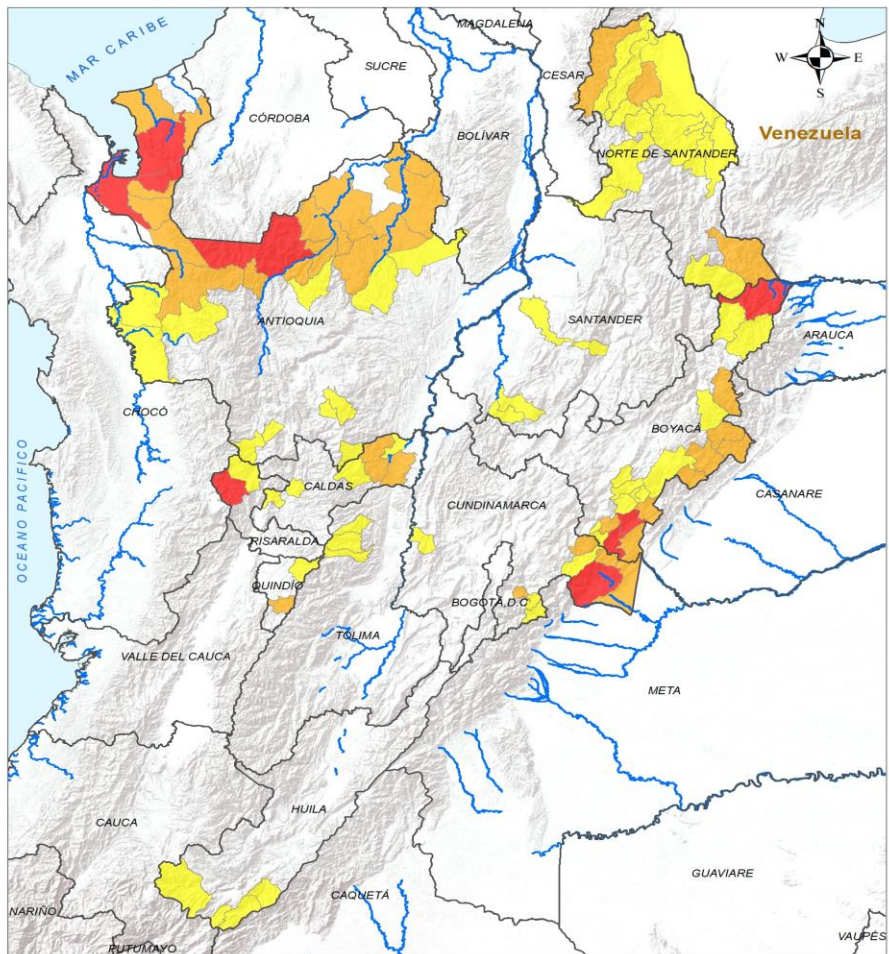 MAGDALENA
N
MAR CARIBE
SUCRE
CESAR
W
E
S
CÓRDOBA
BOLÍVAR
Venezuela
NORTE DE SANTANDER
ANTIOQUIA
SANTANDER
ARAUCA
CHOCÓ
BOYACÁ
OCEANO PACIFICO
CALDAS
CUNDINAMARCA
CASANARE
RISARALDA
QUINDÍO
BOGOTÁ, D.C
TOLIMA
VALLE DEL CAUCA
META
HUILA
CAUCA
GUAVIARE
CAQUETÁ
NARIÑO
PUTUMAYO
VAUPÉS